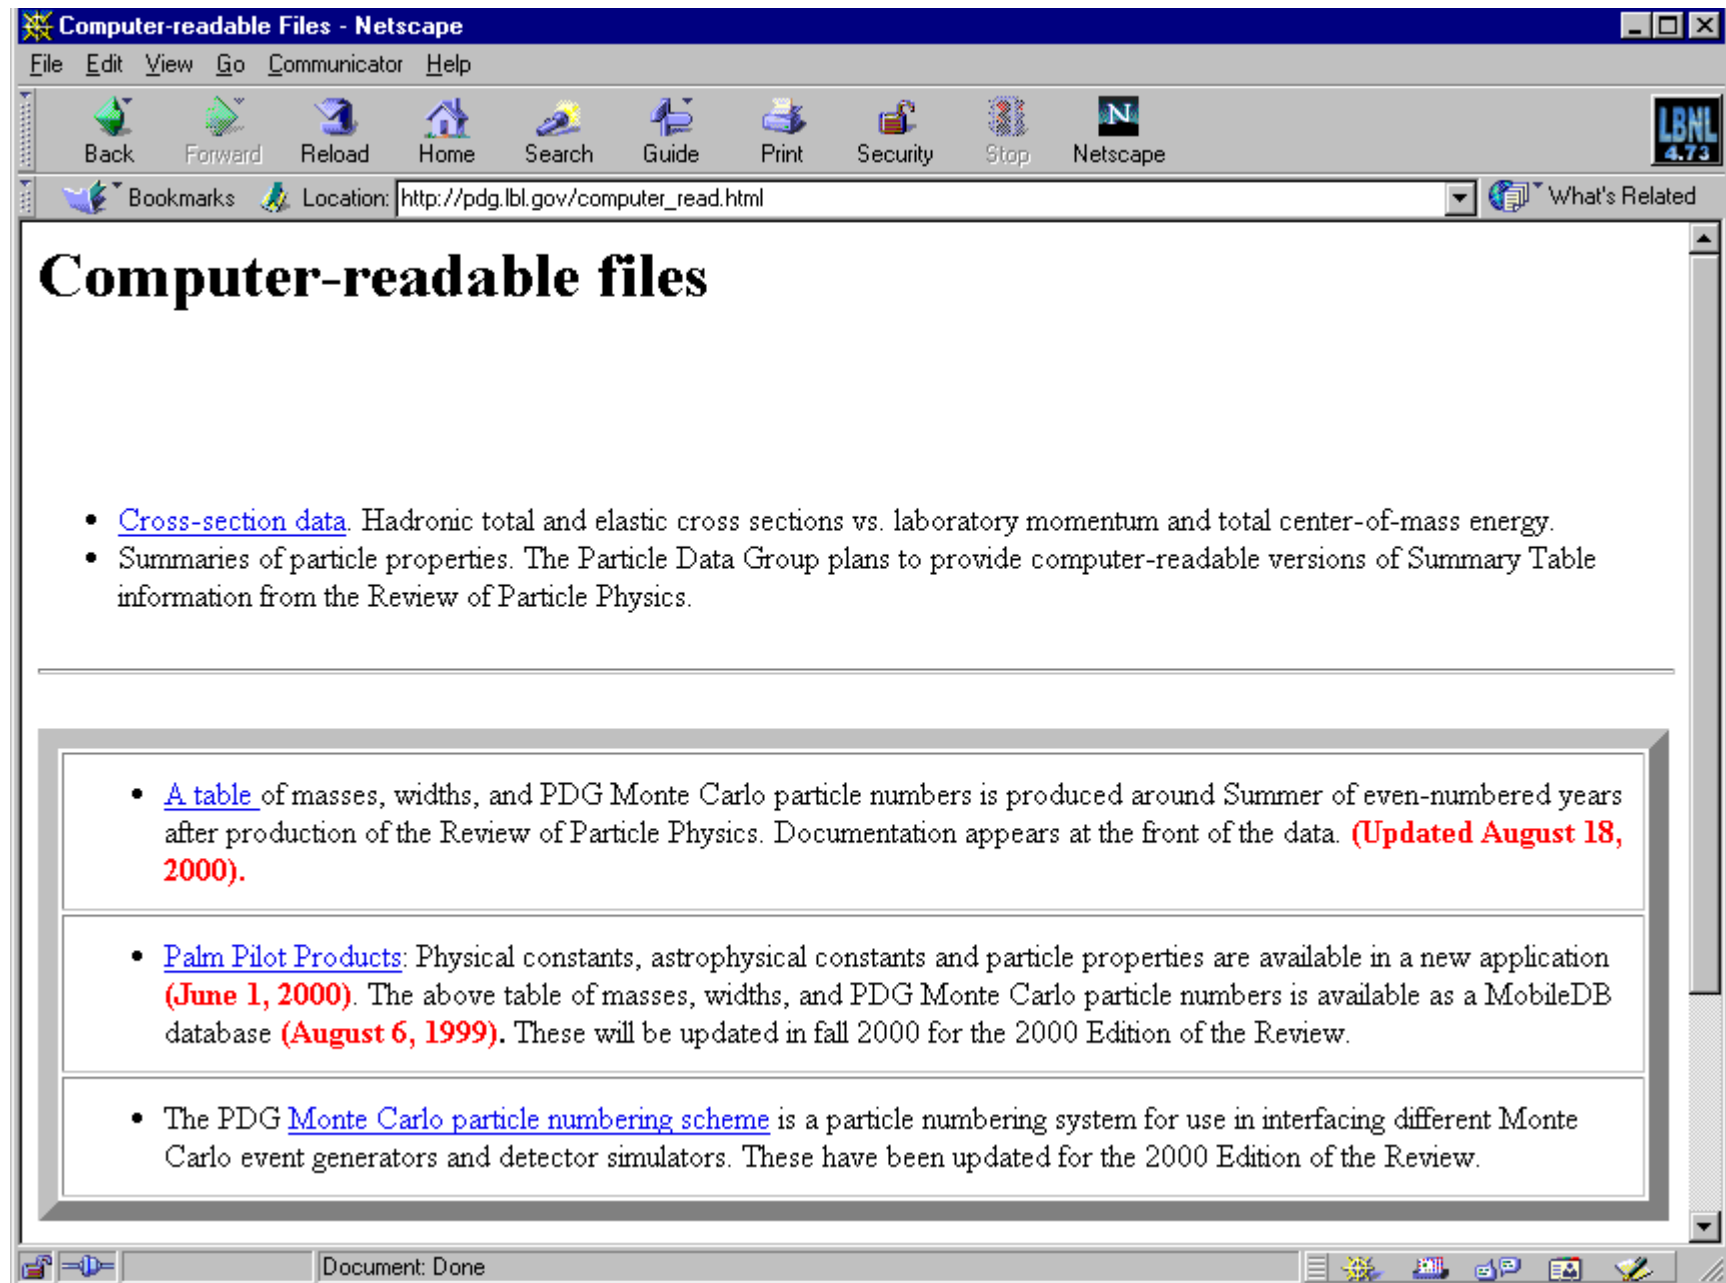 Computer-readable Files - Netscape
File Edit View Go Communicator Help
Back Forward Reload Home Search Guide Print Security Stop Netscape
N
LBNL
4.73
Bookmarks Location: http://pdg.lbl.gov/computer_read.html What's Related
Computer-readable files
• Cross-section data. Hadronic total and elastic cross sections vs. laboratory momentum and total center-of-mass energy.
• Summaries of particle properties. The Particle Data Group plans to provide computer-readable versions of Summary Table
information from the Review of Particle Physics.
• A table of masses, widths, and PDG Monte Carlo particle numbers is produced around Summer of even-numbered years
after production of the Review of Particle Physics. Documentation appears at the front of the data. (Updated August 18,
2000).
• Palm Pilot Products: Physical constants, astrophysical constants and particle properties are available in a new application
(June 1, 2000). The above table of masses, widths, and PDG Monte Carlo particle numbers is available as a MobileDB
database (August 6, 1999). These will be updated in fall 2000 for the 2000 Edition of the Review.
• The PDG Monte Carlo particle numbering scheme is a particle numbering system for use in interfacing different Monte
Carlo event generators and detector simulators. These have been updated for the 2000 Edition of the Review.
Document: Done